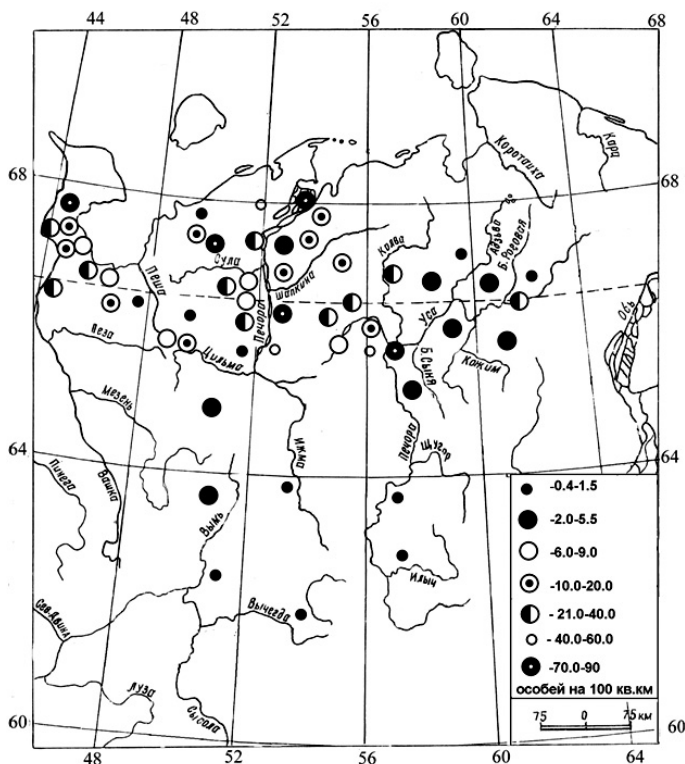 44 48 52 56 60 64 68
68
68
Коротаиха
Кара
Колва
Адзьва
Б. Роговая
Сула
Пеша
Шапкина
Печора
Уса
Обь
Пеза
Цильма
Б. Сыня
Кожим
Мезень
64
64
Пинега
Вашка
Ижма
Печора
Щугор
Вымь
Илыч
Вычегда
Сев. Двина
Луза
Сысола
-0.4-1.5
-2.0-5.5
-6.0-9.0
-10.0-20.0
-21.0-40.0
- 40.0-60.0
-70.0-90
особей на 100 кв.км
75 0 75 км
60
60
48 52 56 60 64